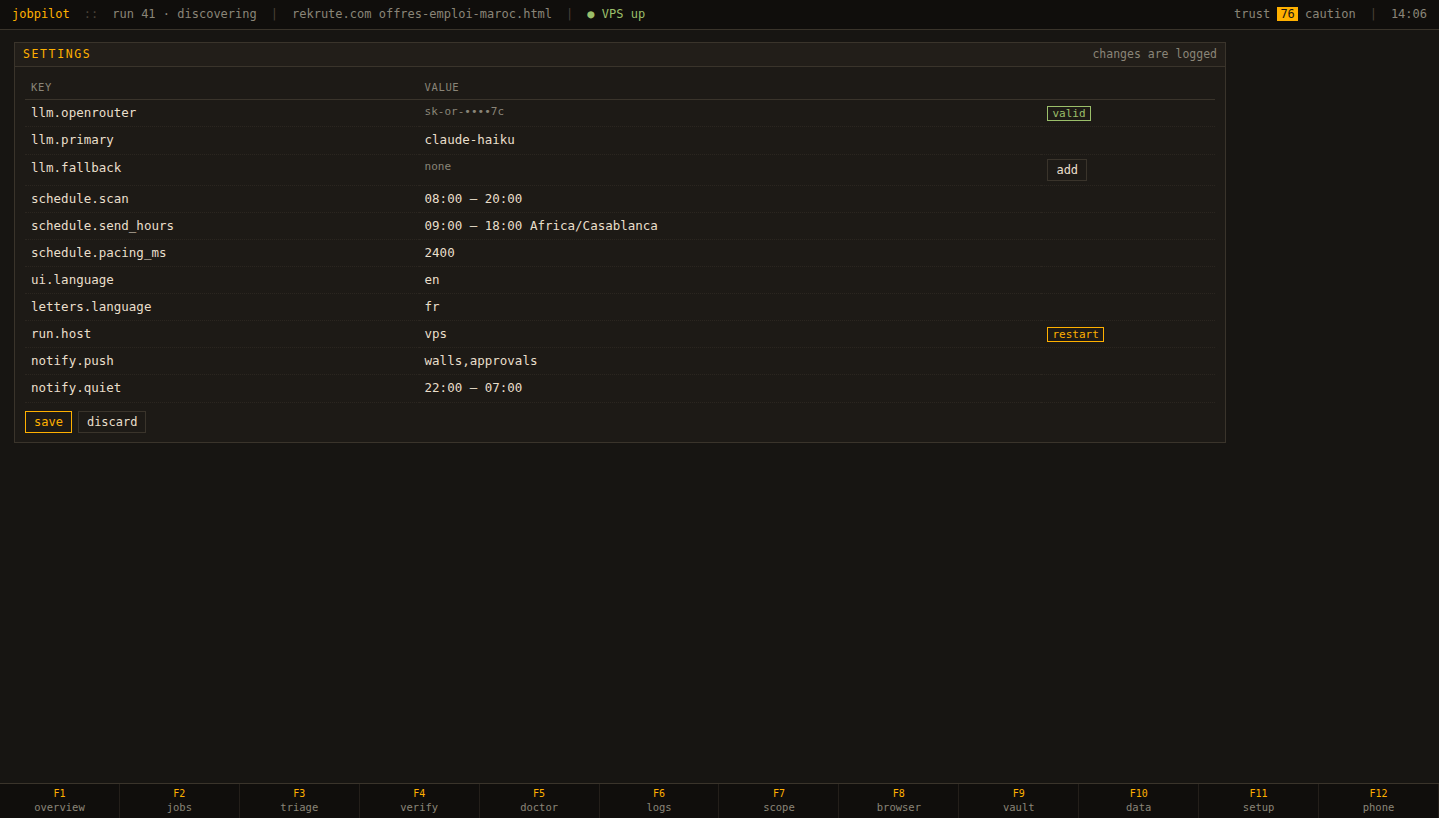 jobpilot :: run 41 · discovering | rekrute.com offres-emploi-maroc.html | ● VPS up trust 76 caution | 14:06
SETTINGS changes are logged
KEY VALUE
llm.openrouter sk-or-••••7c valid
llm.primary claude-haiku
llm.fallback none add
schedule.scan 08:00 – 20:00
schedule.send_hours 09:00 – 18:00 Africa/Casablanca
schedule.pacing_ms 2400
ui.language en
letters.language fr
run.host vps restart
notify.push walls,approvals
notify.quiet 22:00 – 07:00
save discard
F1 F2 F3 F4 F5 F6 F7 F8 F9 F10 F11 F12
overview jobs triage verify doctor logs scope browser vault data setup phone